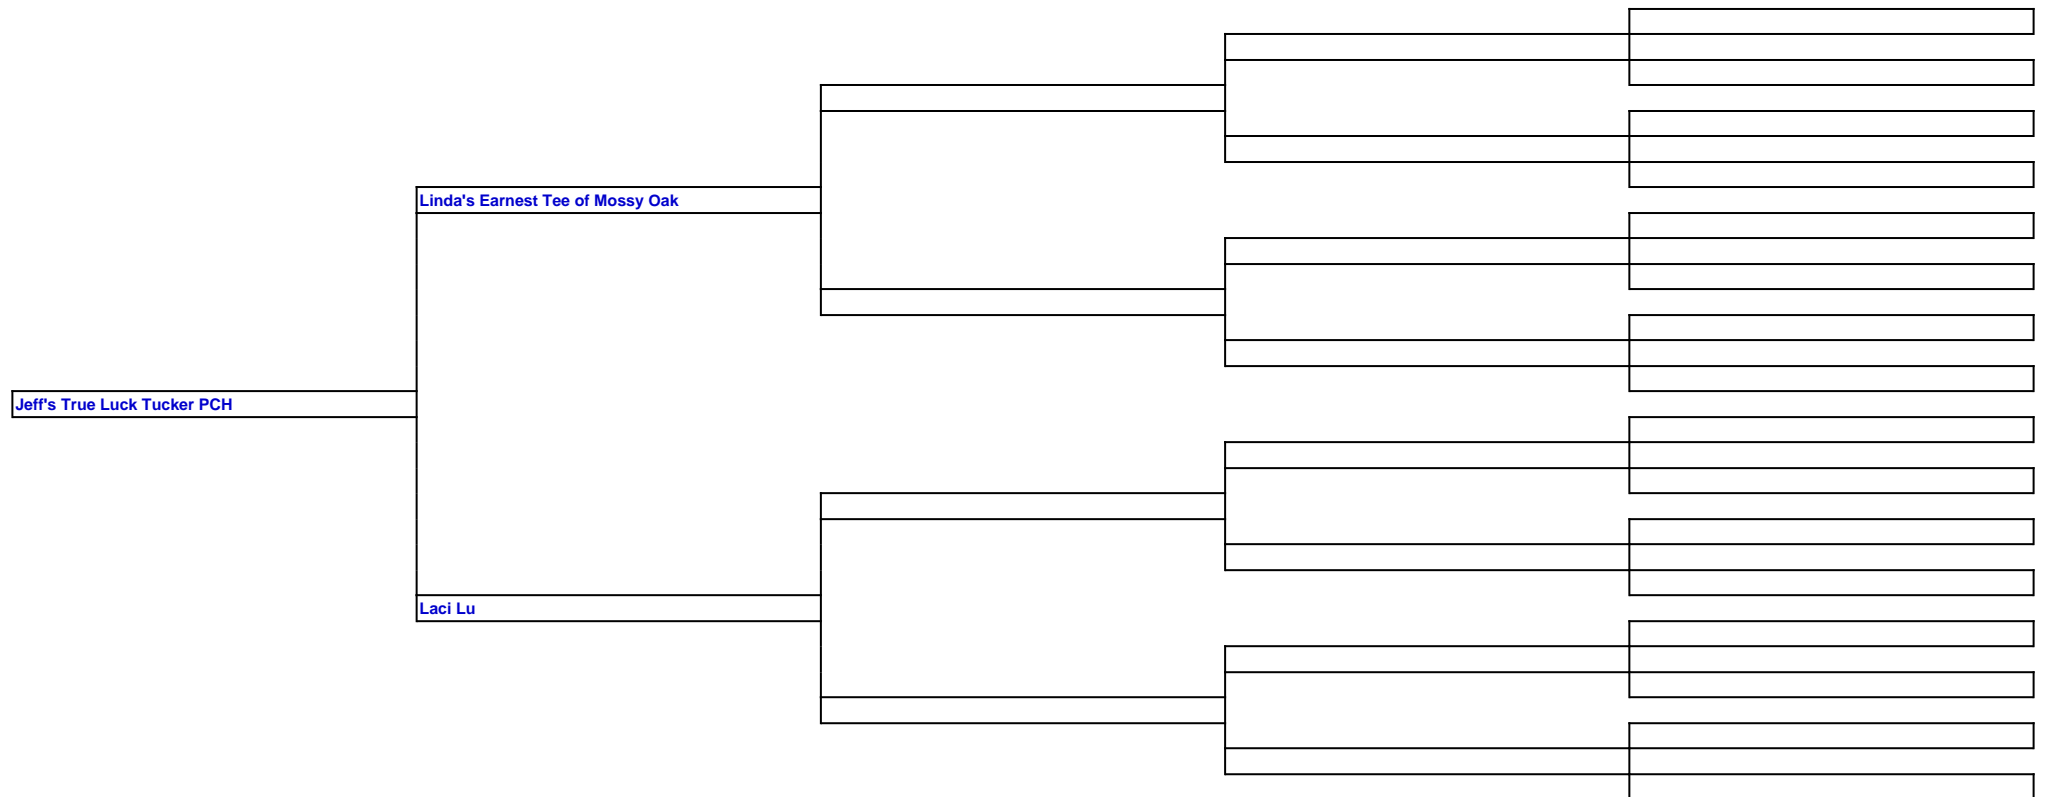 Linda's Earnest Tee of Mossy Oak
Jeff's True Luck Tucker PCH
Laci Lu